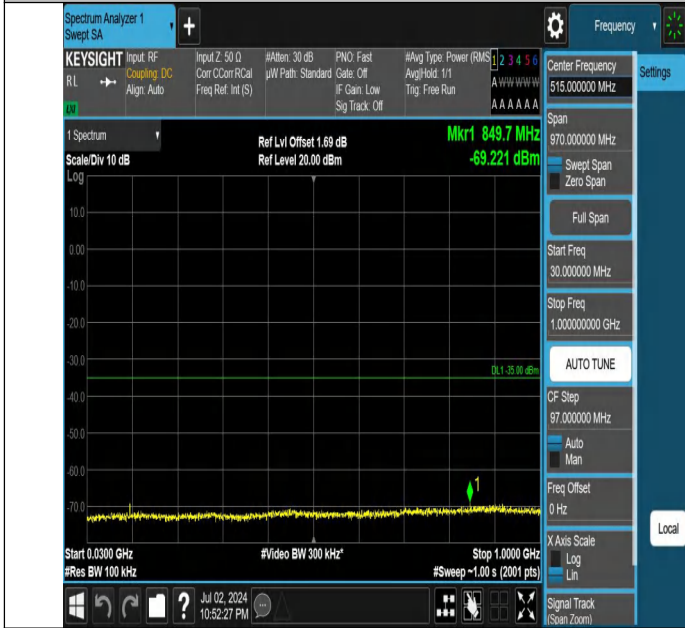 Spectrum Analyzer 1
Swept SA
+
Frequency
KEYSIGHT
RL
Input: RF
Coupling: DC
Align: Auto
Input Z: 50 Ω
Corr CCorr RCal
Freq Ref: Int (S)
#Atten: 30 dB
µW Path: Standard
PNO: Fast
Gate: Off
IF Gain: Low
Sig Track: Off
#Avg Type: Power (RMS
Avg|Hold: 1/1
Trig: Free Run
1 2 3 4 5 6
A W W W W W
A A A A A A
1 Spectrum
Scale/Div 10 dB
Log
Ref Lvl Offset 1.69 dB
Ref Level 20.00 dBm
Mkr1 849.7 MHz
-69.221 dBm
10.0
0.00
-10.0
-20.0
-30.0
-40.0
-50.0
-60.0
-70.0
DL1 -35.00 dBm
1
Start 0.0300 GHz
#Res BW 100 kHz
#Video BW 300 kHz*
Stop 1.0000 GHz
#Sweep ~1.00 s (2001 pts)
Center Frequency
515.000000 MHz
Span
970.000000 MHz
Swept Span
Zero Span
Full Span
Start Freq
30.000000 MHz
Stop Freq
1.000000000 GHz
AUTO TUNE
CF Step
97.000000 MHz
Auto
Man
Freq Offset
0 Hz
X Axis Scale
Log
Lin
Signal Track
(Span Zoom)
Settings
Local
?
Jul 02, 2024
10:52:27 PM